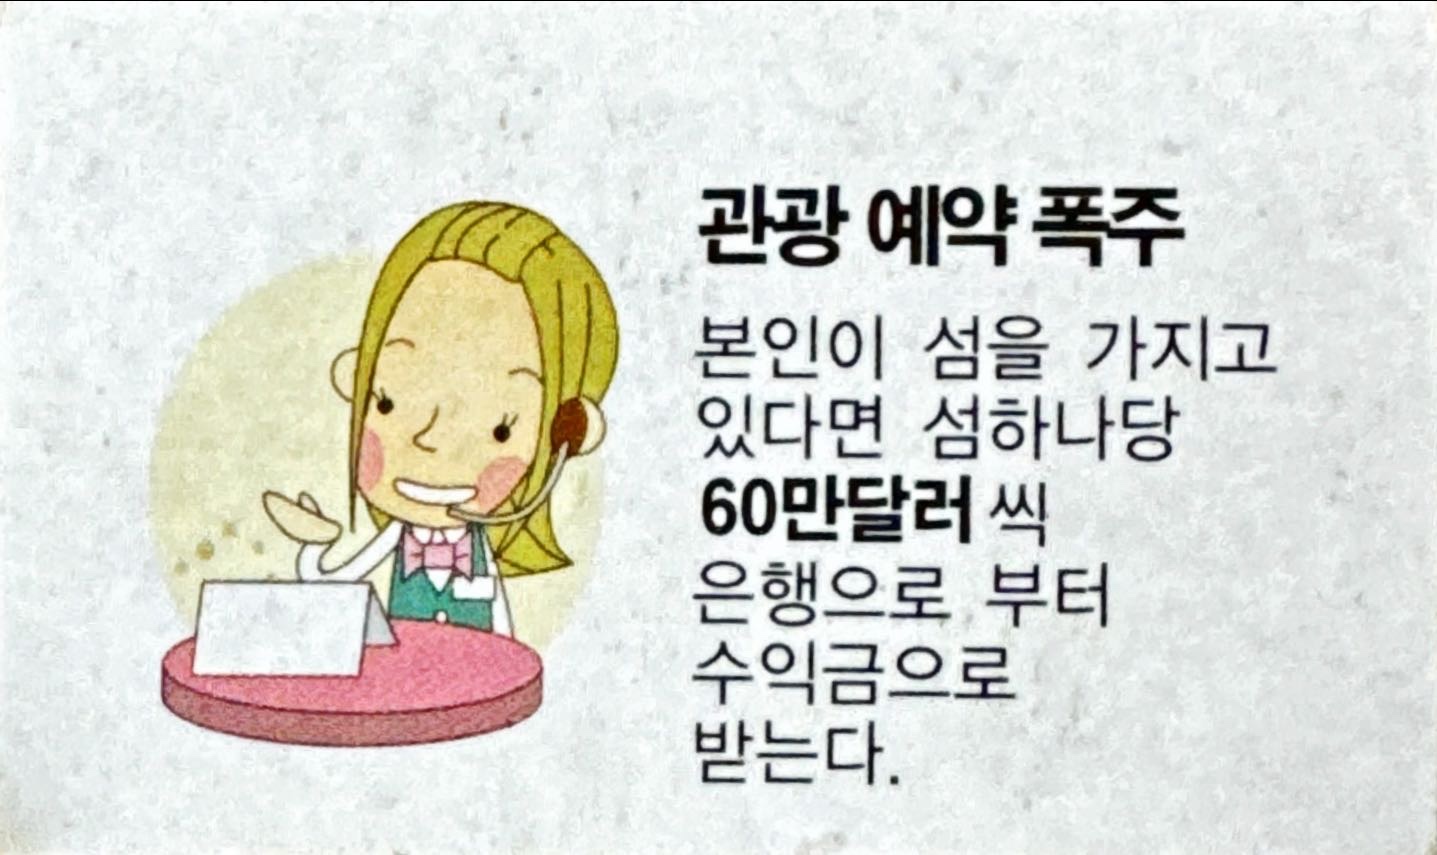 관광 예약 폭주
본인이 섬을 가지고
있다면 섬하나당
60만달러 씩
은행으로 부터
수익금으로
받는다.